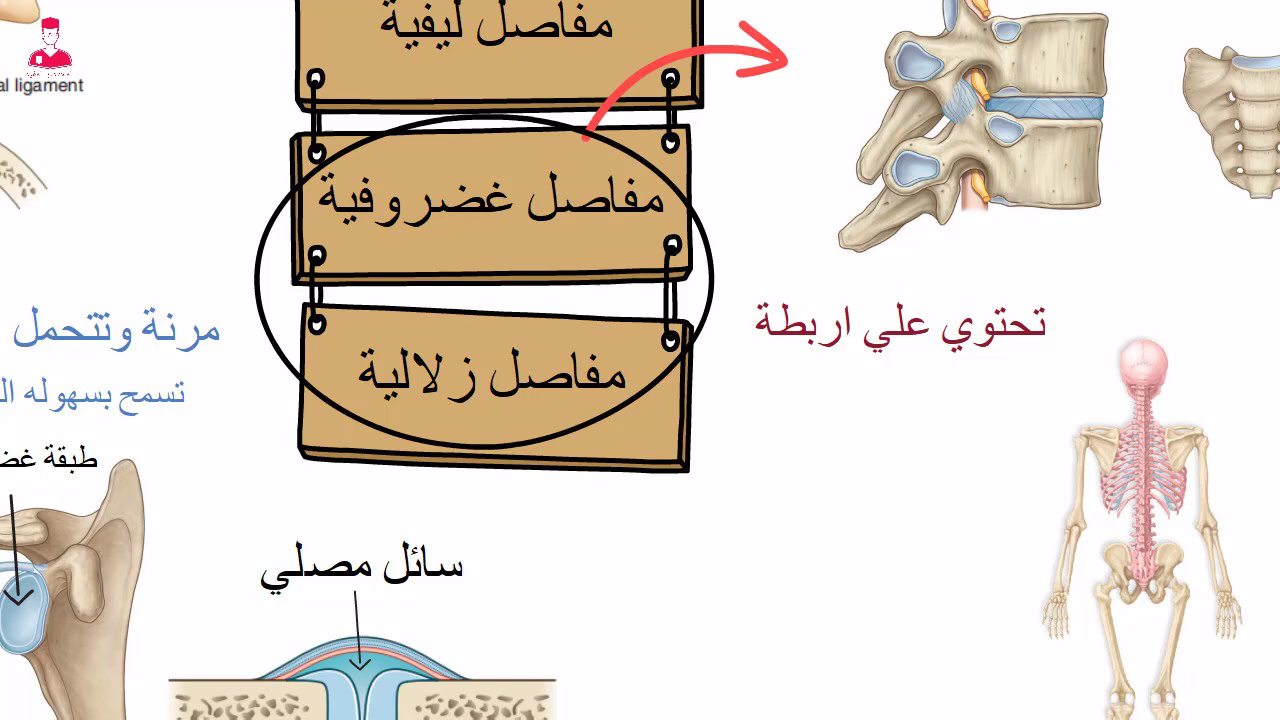 مفاصل ليفية
al ligament
مفاصل غضروفية
تحتوي علي اربطة
مرنة وتتحمل
مفاصل زلالية
تسمح بسهوله
طبقة
سائل مصلي